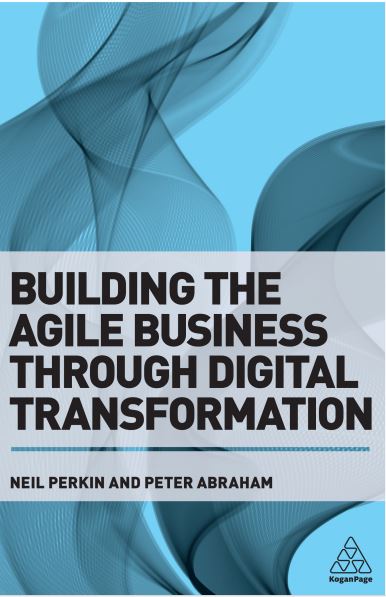 BUILDING THE
AGILE BUSINESS
THROUGH DIGITAL
TRANSFORMATION
NEIL PERKIN AND PETER ABRAHAM
KoganPage